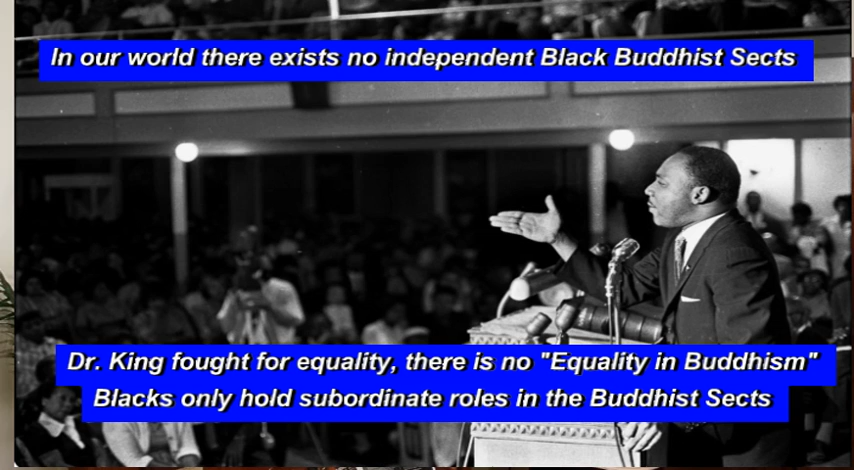 In our world there exists no independent Black Buddhist Sects
Dr. King fought for equality, there is no "Equality in Buddhism"
Blacks only hold subordinate roles in the Buddhist Sects